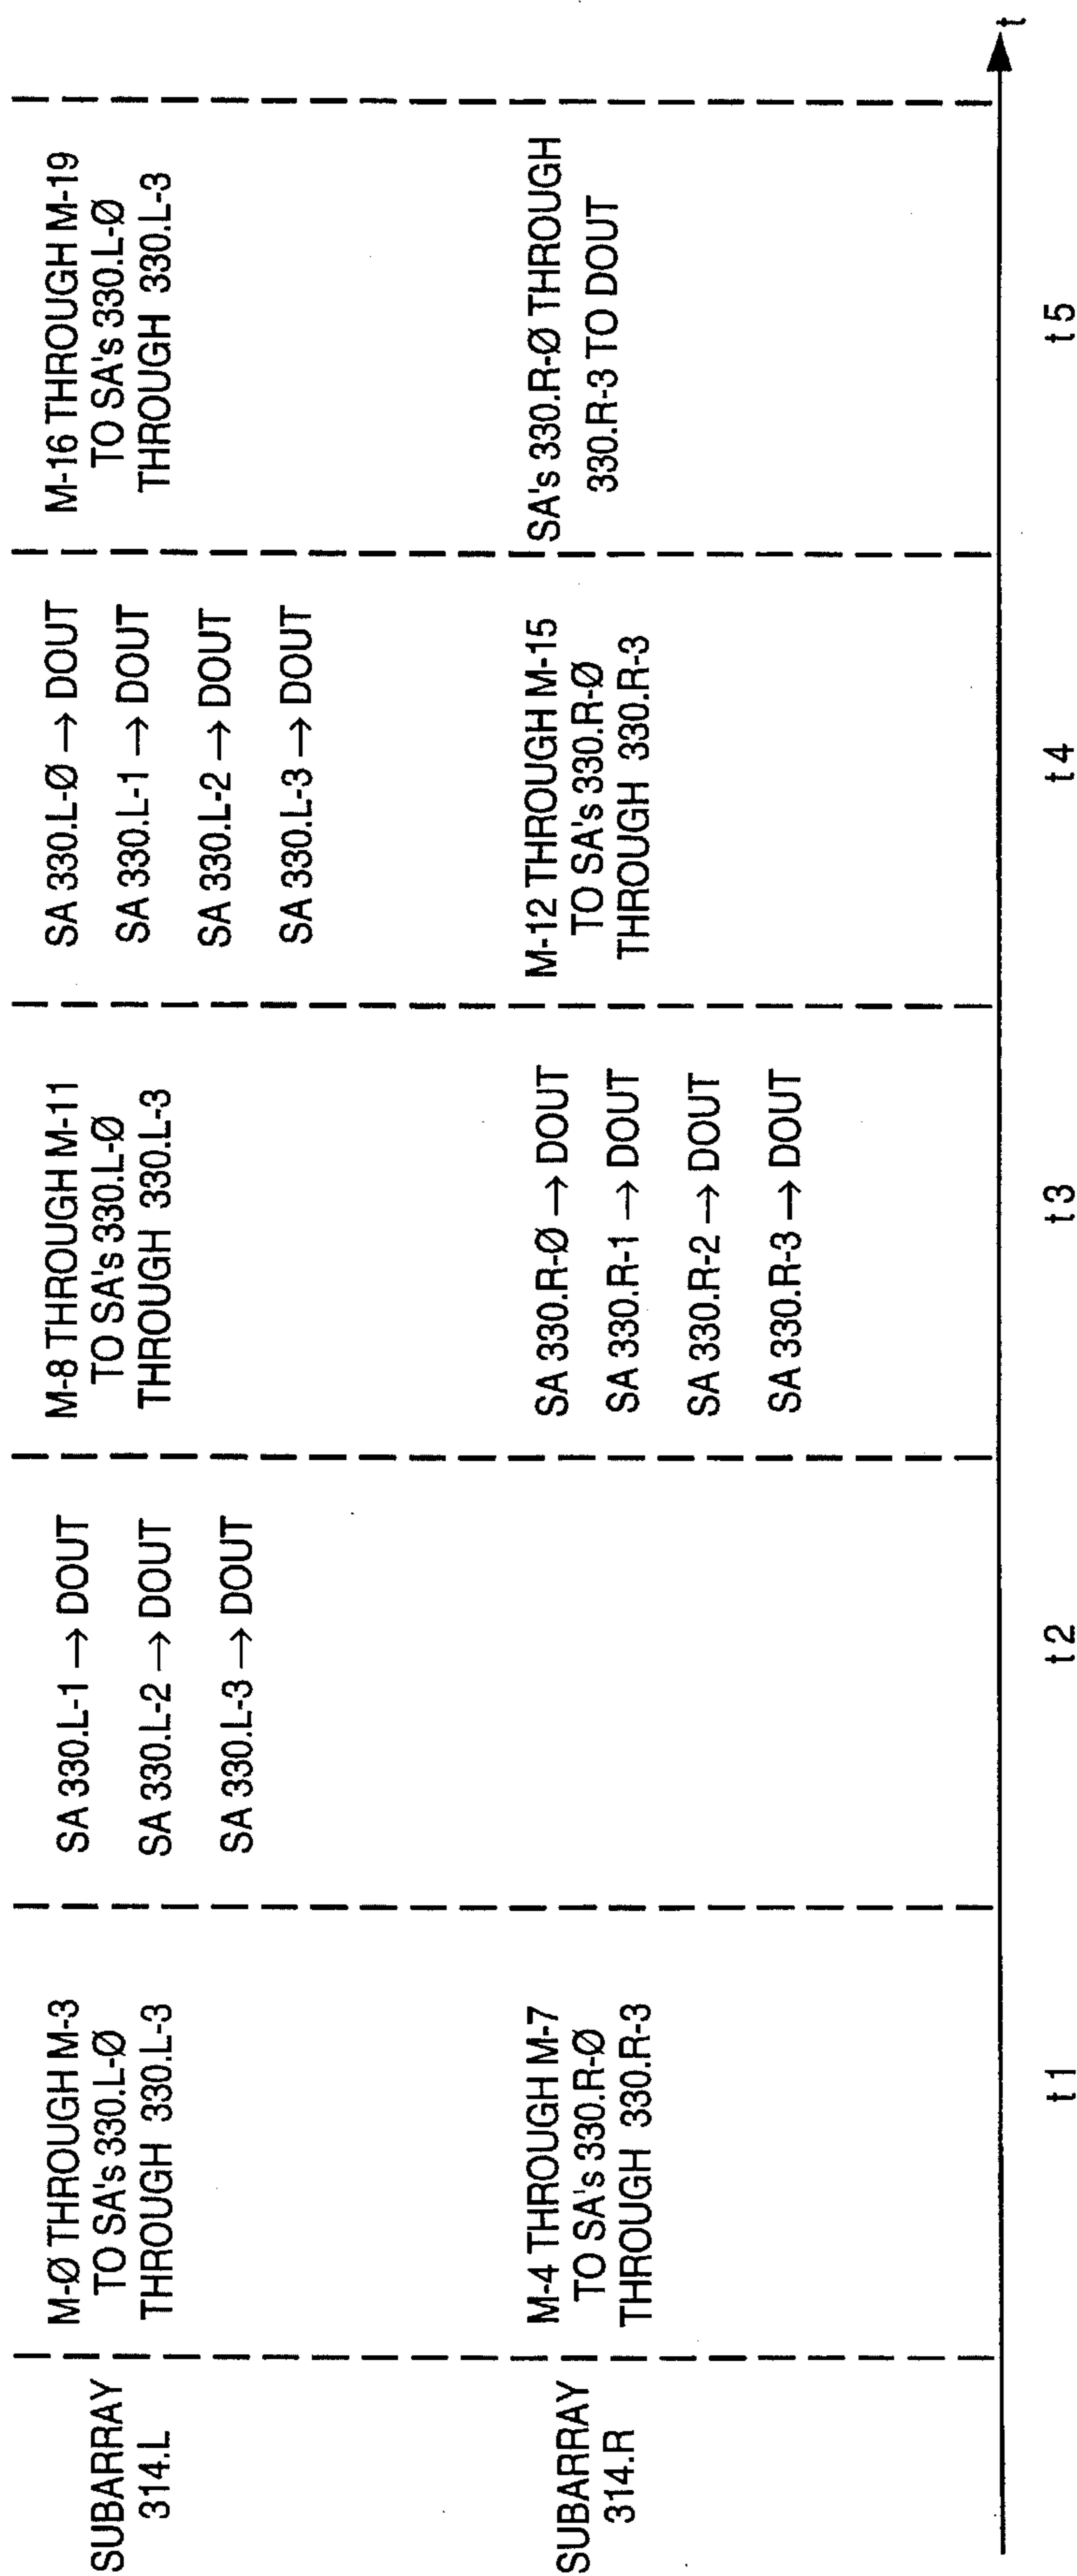 SUBARRAY
314.L
M-Ø THROUGH M-3
TO SA's 330.L-Ø
THROUGH 330.L-3
SA 330.L-1 → DOUT
SA 330.L-2 → DOUT
SA 330.L-3 → DOUT
M-8 THROUGH M-11
TO SA's 330.L-Ø
THROUGH 330.L-3
SA 330.L-Ø → DOUT
SA 330.L-1 → DOUT
SA 330.L-2 → DOUT
SA 330.L-3 → DOUT
M-16 THROUGH M-19
TO SA's 330.L-Ø
THROUGH 330.L-3
SUBARRAY
314.R
M-4 THROUGH M-7
TO SA's 330.R-Ø
THROUGH 330.R-3
SA 330.R-Ø → DOUT
SA 330.R-1 → DOUT
SA 330.R-2 → DOUT
SA 330.R-3 → DOUT
M-12 THROUGH M-15
TO SA's 330.R-Ø
THROUGH 330.R-3
SA's 330.R-Ø THROUGH
330.R-3 TO DOUT
t
t1
t2
t3
t4
t5